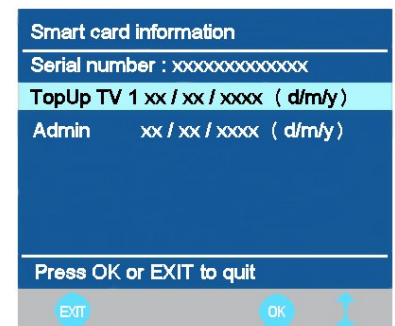 Smart card information
Serial number : xxxxxxxxxxxxx
TopUp TV 1 xx / xx / xxxx ( d/m/y )
Admin xx / xx / xxxx ( d/m/y )
Press OK or EXIT to quit
EXIT OK